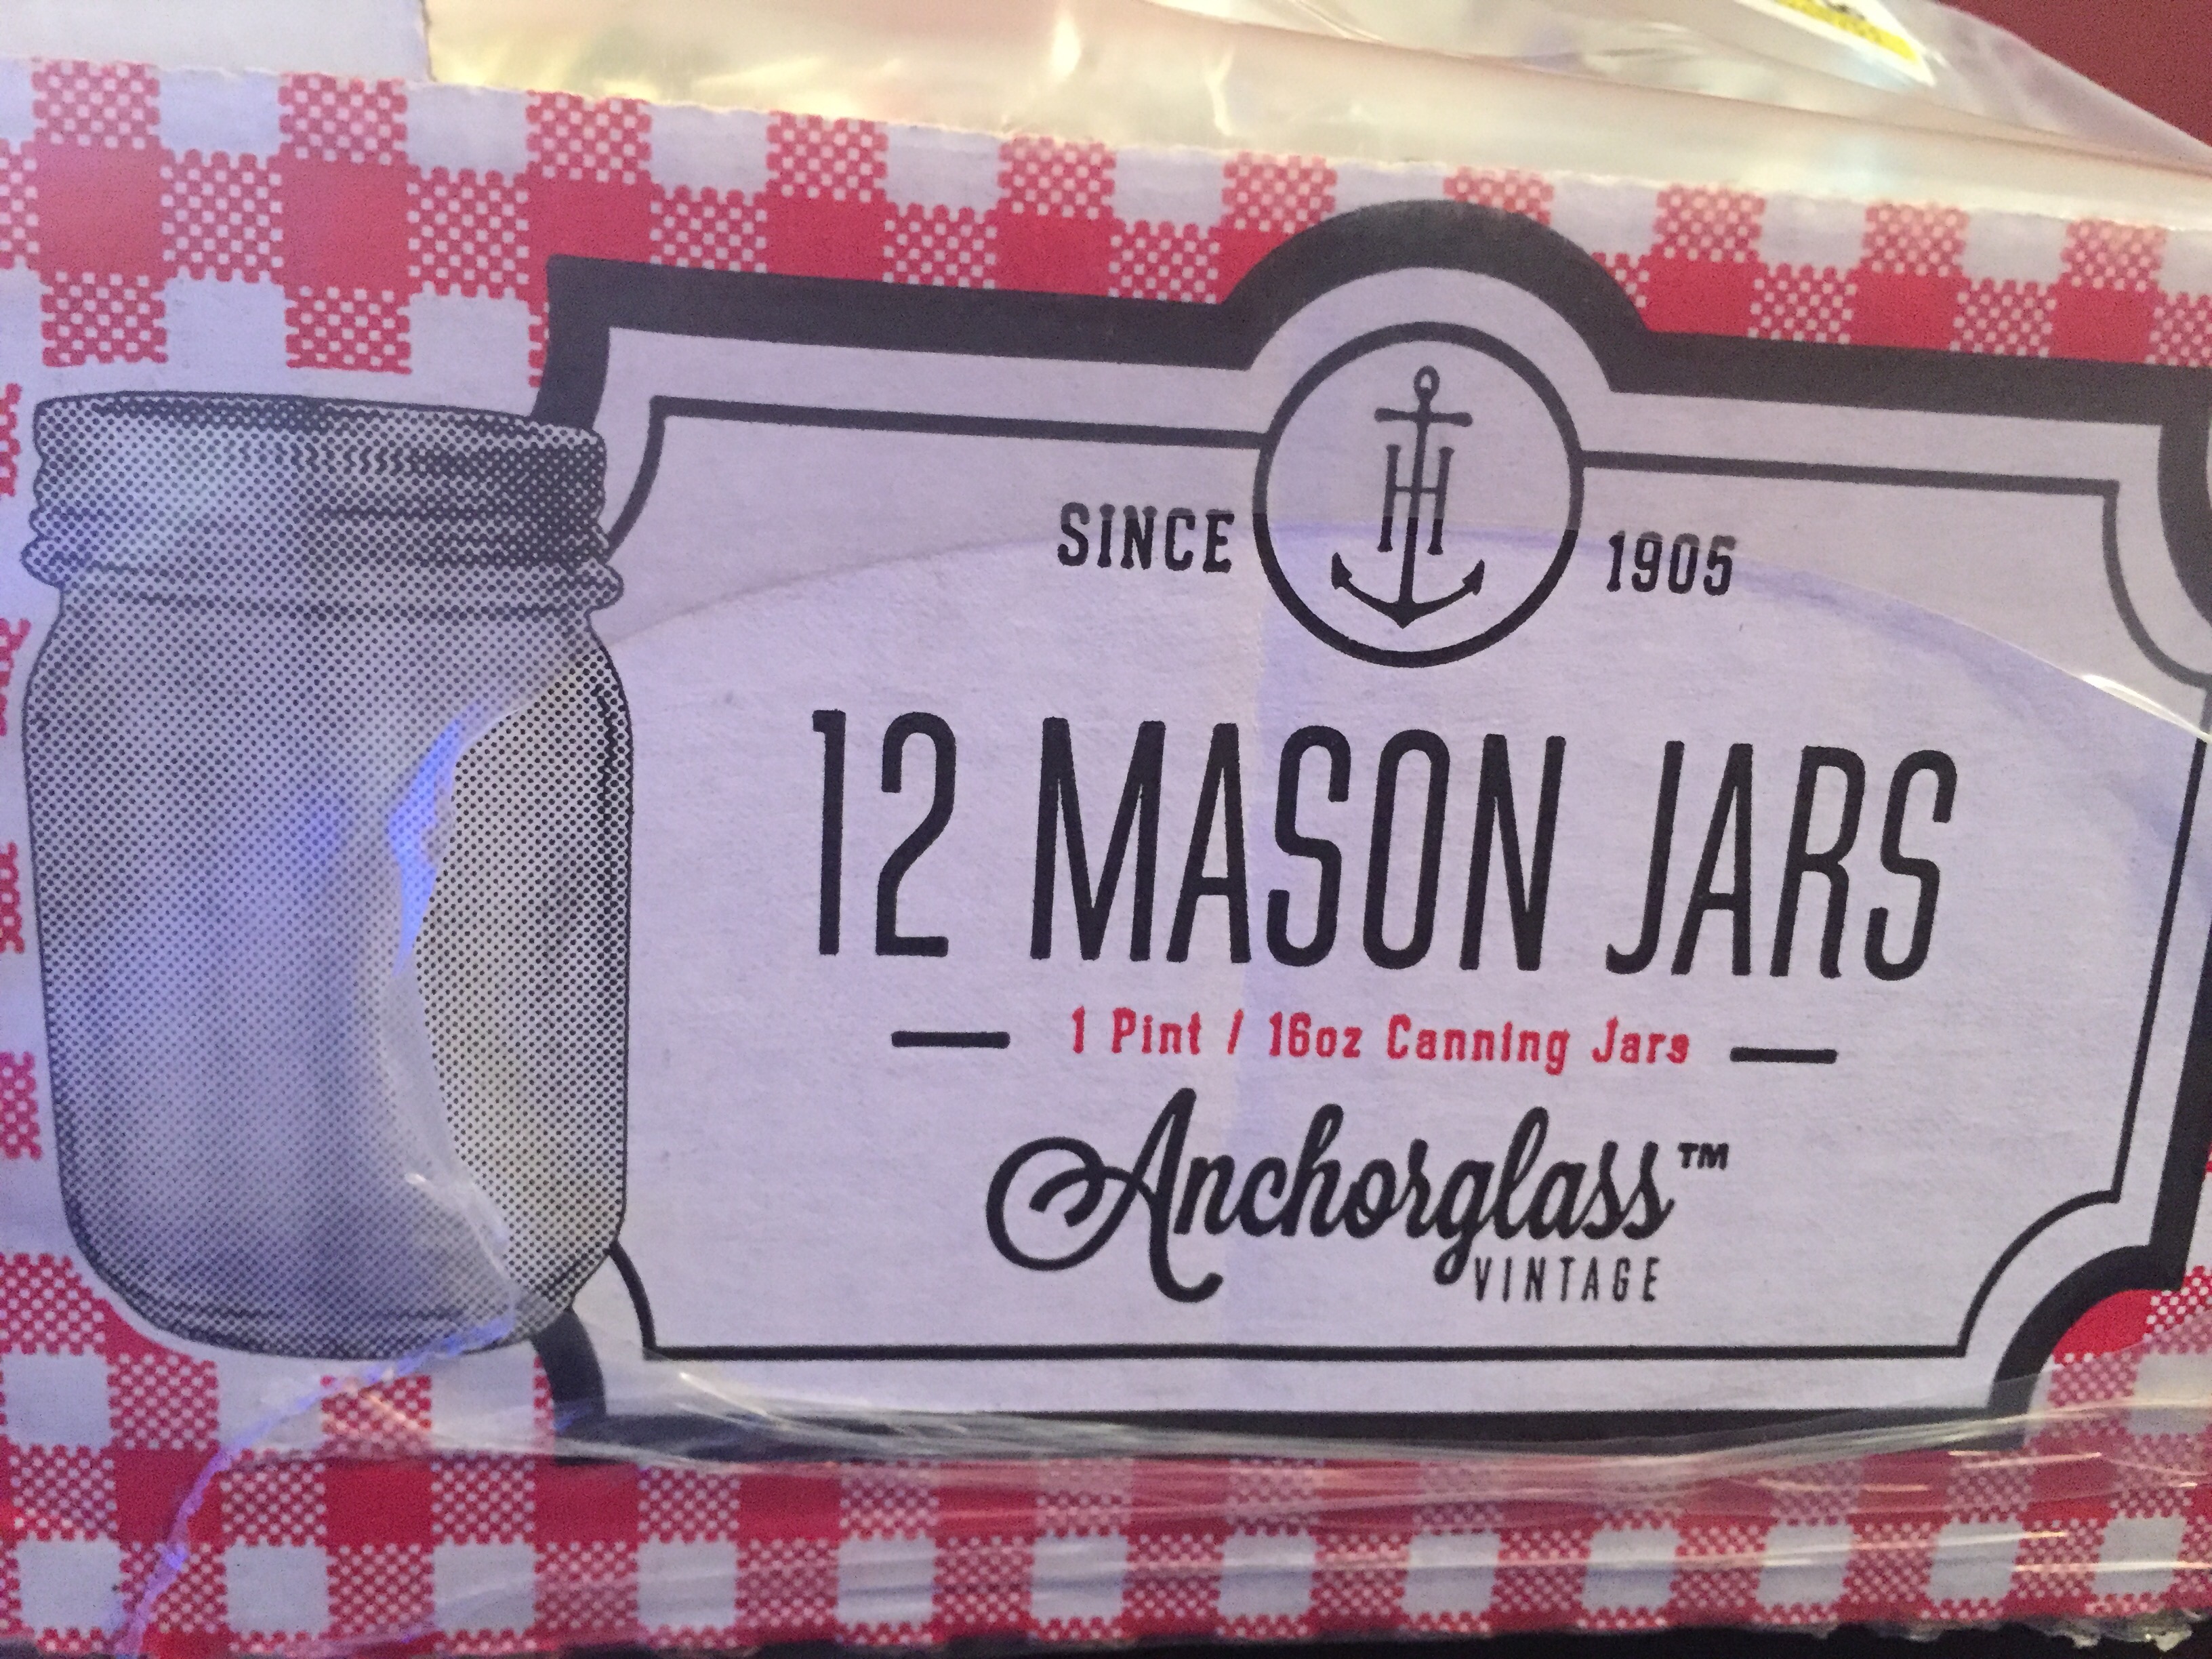 H
SINCE 1905
12 MASON JARS
1 Pint / 16oz Canning Jars
Anchorglass™
VINTAGE